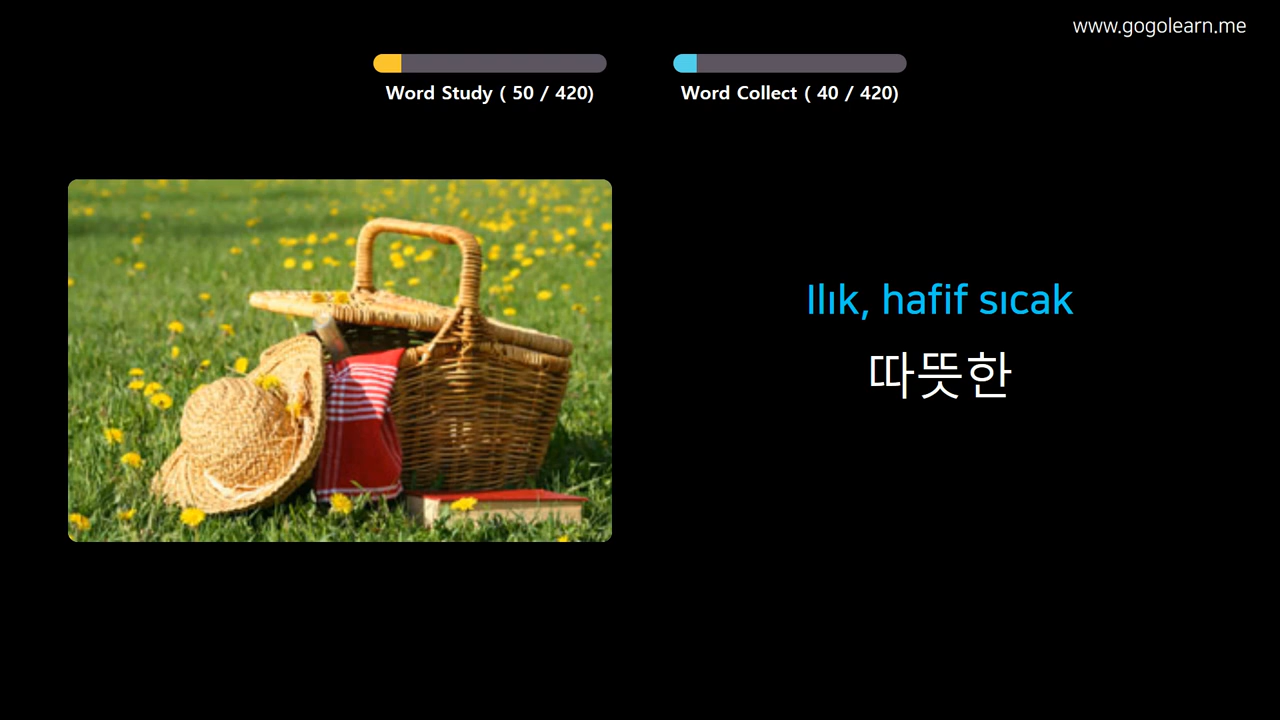 www.gogolearn.me
Word Study ( 50 / 420)
Word Collect ( 40 / 420)
Ilık, hafif sıcak
따뜻한